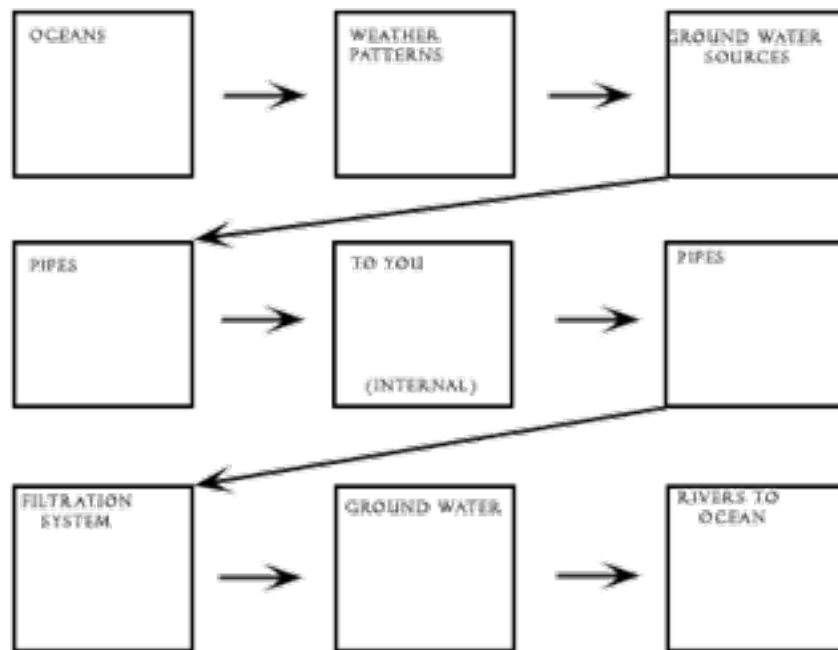 OCEANS
WEATHER
PATTERNS
GROUND WATER
SOURCES
PIPES
TO YOU
(INTERNAL)
PIPES
FILTRATION
SYSTEM
GROUND WATER
RIVERS TO
OCEAN